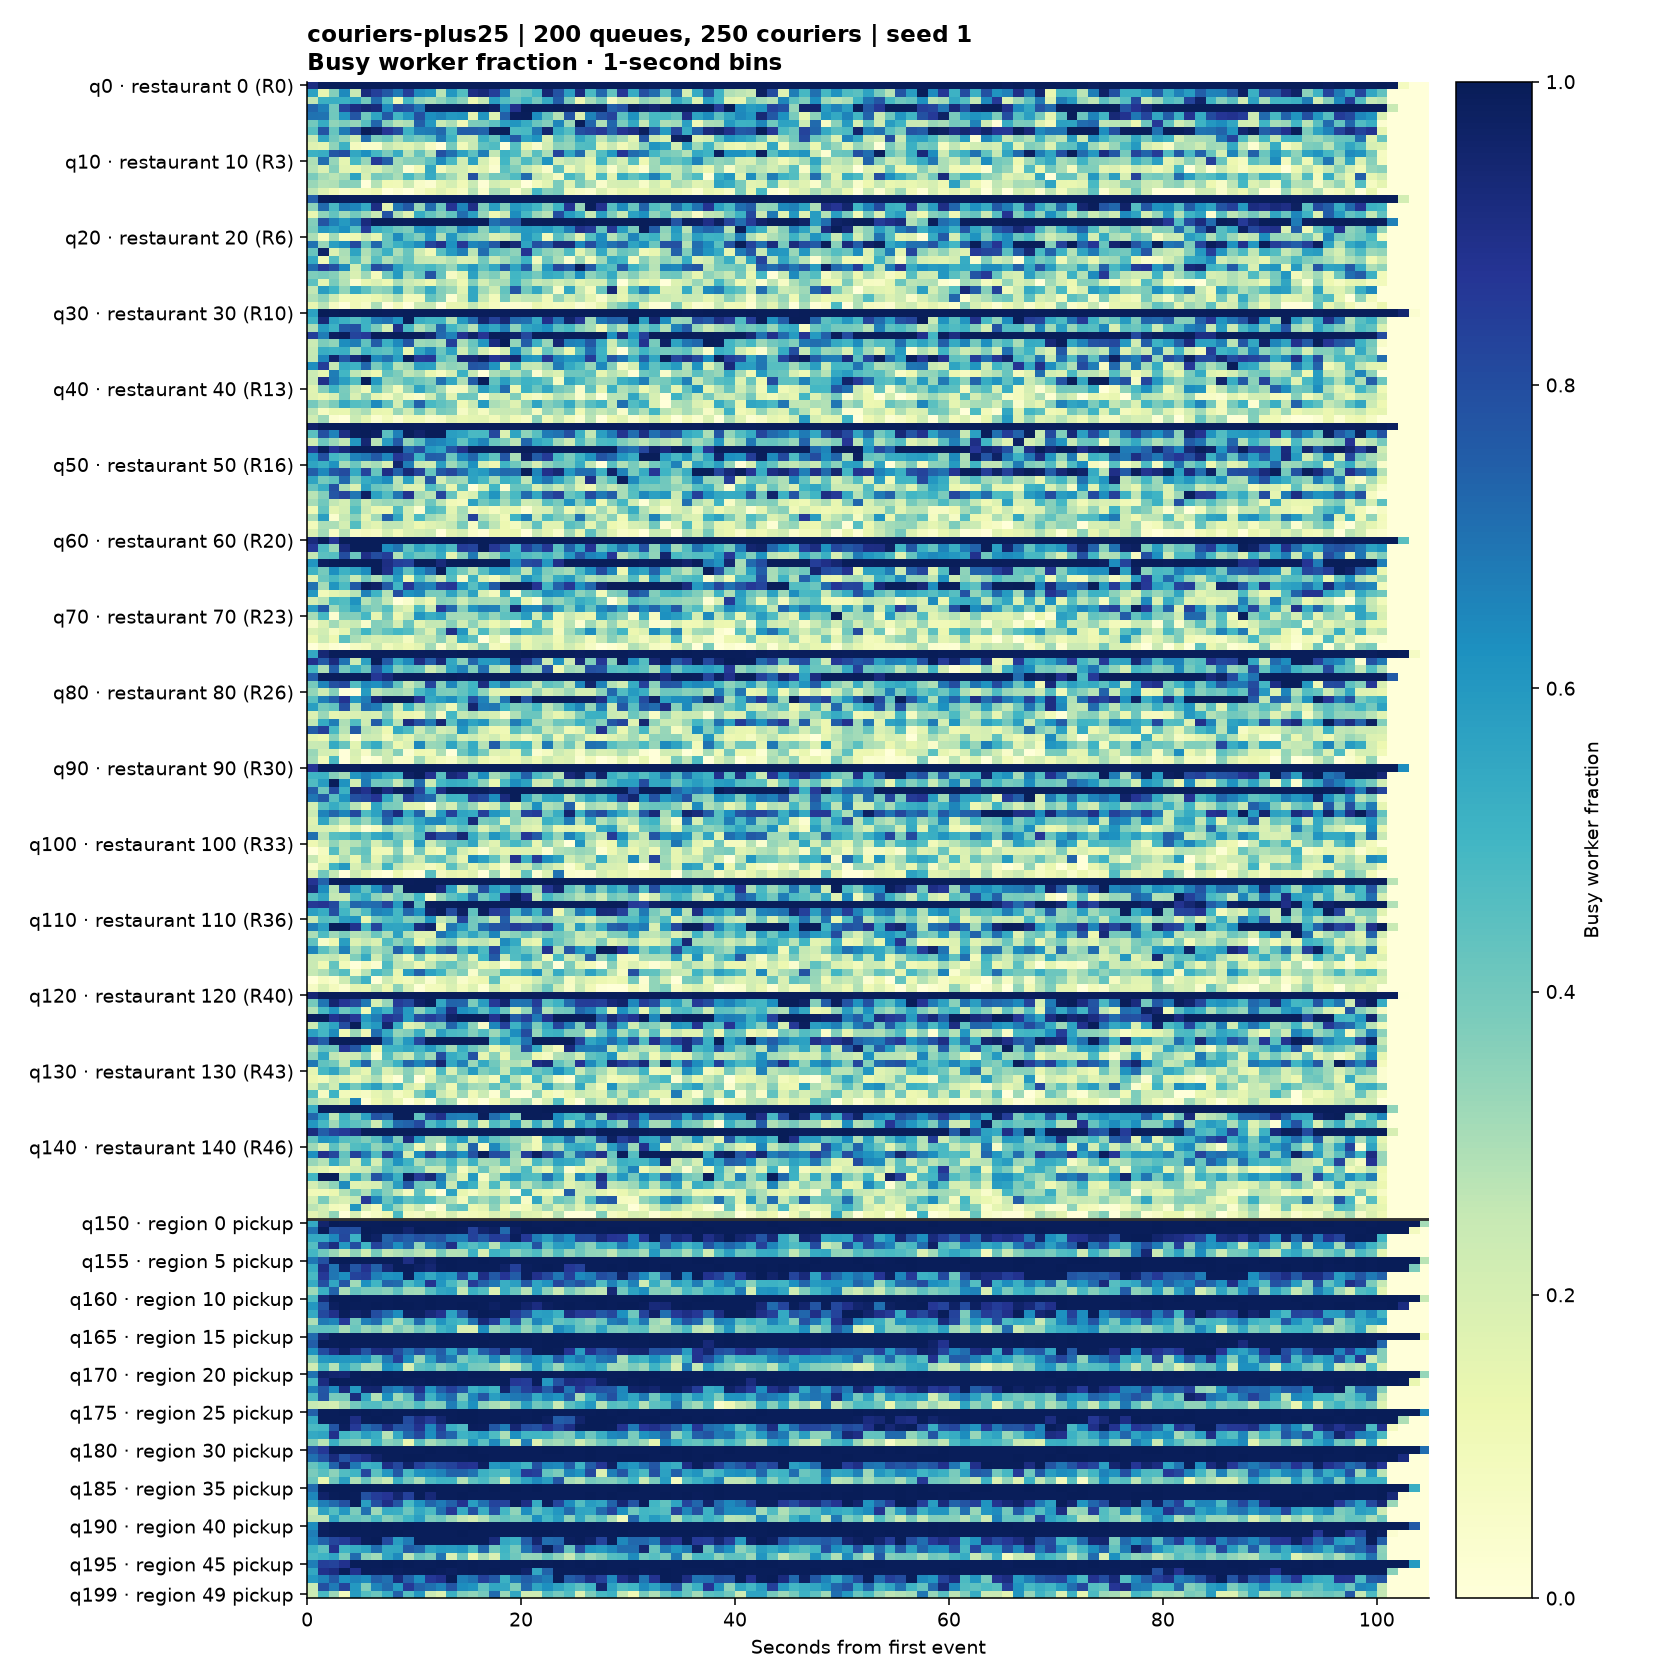 couriers-plus25 | 200 queues, 250 couriers | seed 1
Busy worker fraction · 1-second bins
q0 · restaurant 0 (R0)
q10 · restaurant 10 (R3)
q20 · restaurant 20 (R6)
q30 · restaurant 30 (R10)
q40 · restaurant 40 (R13)
q50 · restaurant 50 (R16)
q60 · restaurant 60 (R20)
q70 · restaurant 70 (R23)
q80 · restaurant 80 (R26)
q90 · restaurant 90 (R30)
q100 · restaurant 100 (R33)
q110 · restaurant 110 (R36)
q120 · restaurant 120 (R40)
q130 · restaurant 130 (R43)
q140 · restaurant 140 (R46)
q150 · region 0 pickup
q155 · region 5 pickup
q160 · region 10 pickup
q165 · region 15 pickup
q170 · region 20 pickup
q175 · region 25 pickup
q180 · region 30 pickup
q185 · region 35 pickup
q190 · region 40 pickup
q195 · region 45 pickup
q199 · region 49 pickup
0 20 40 60 80 100
Seconds from first event
1.0
0.8
0.6
0.4
0.2
0.0
Busy worker fraction